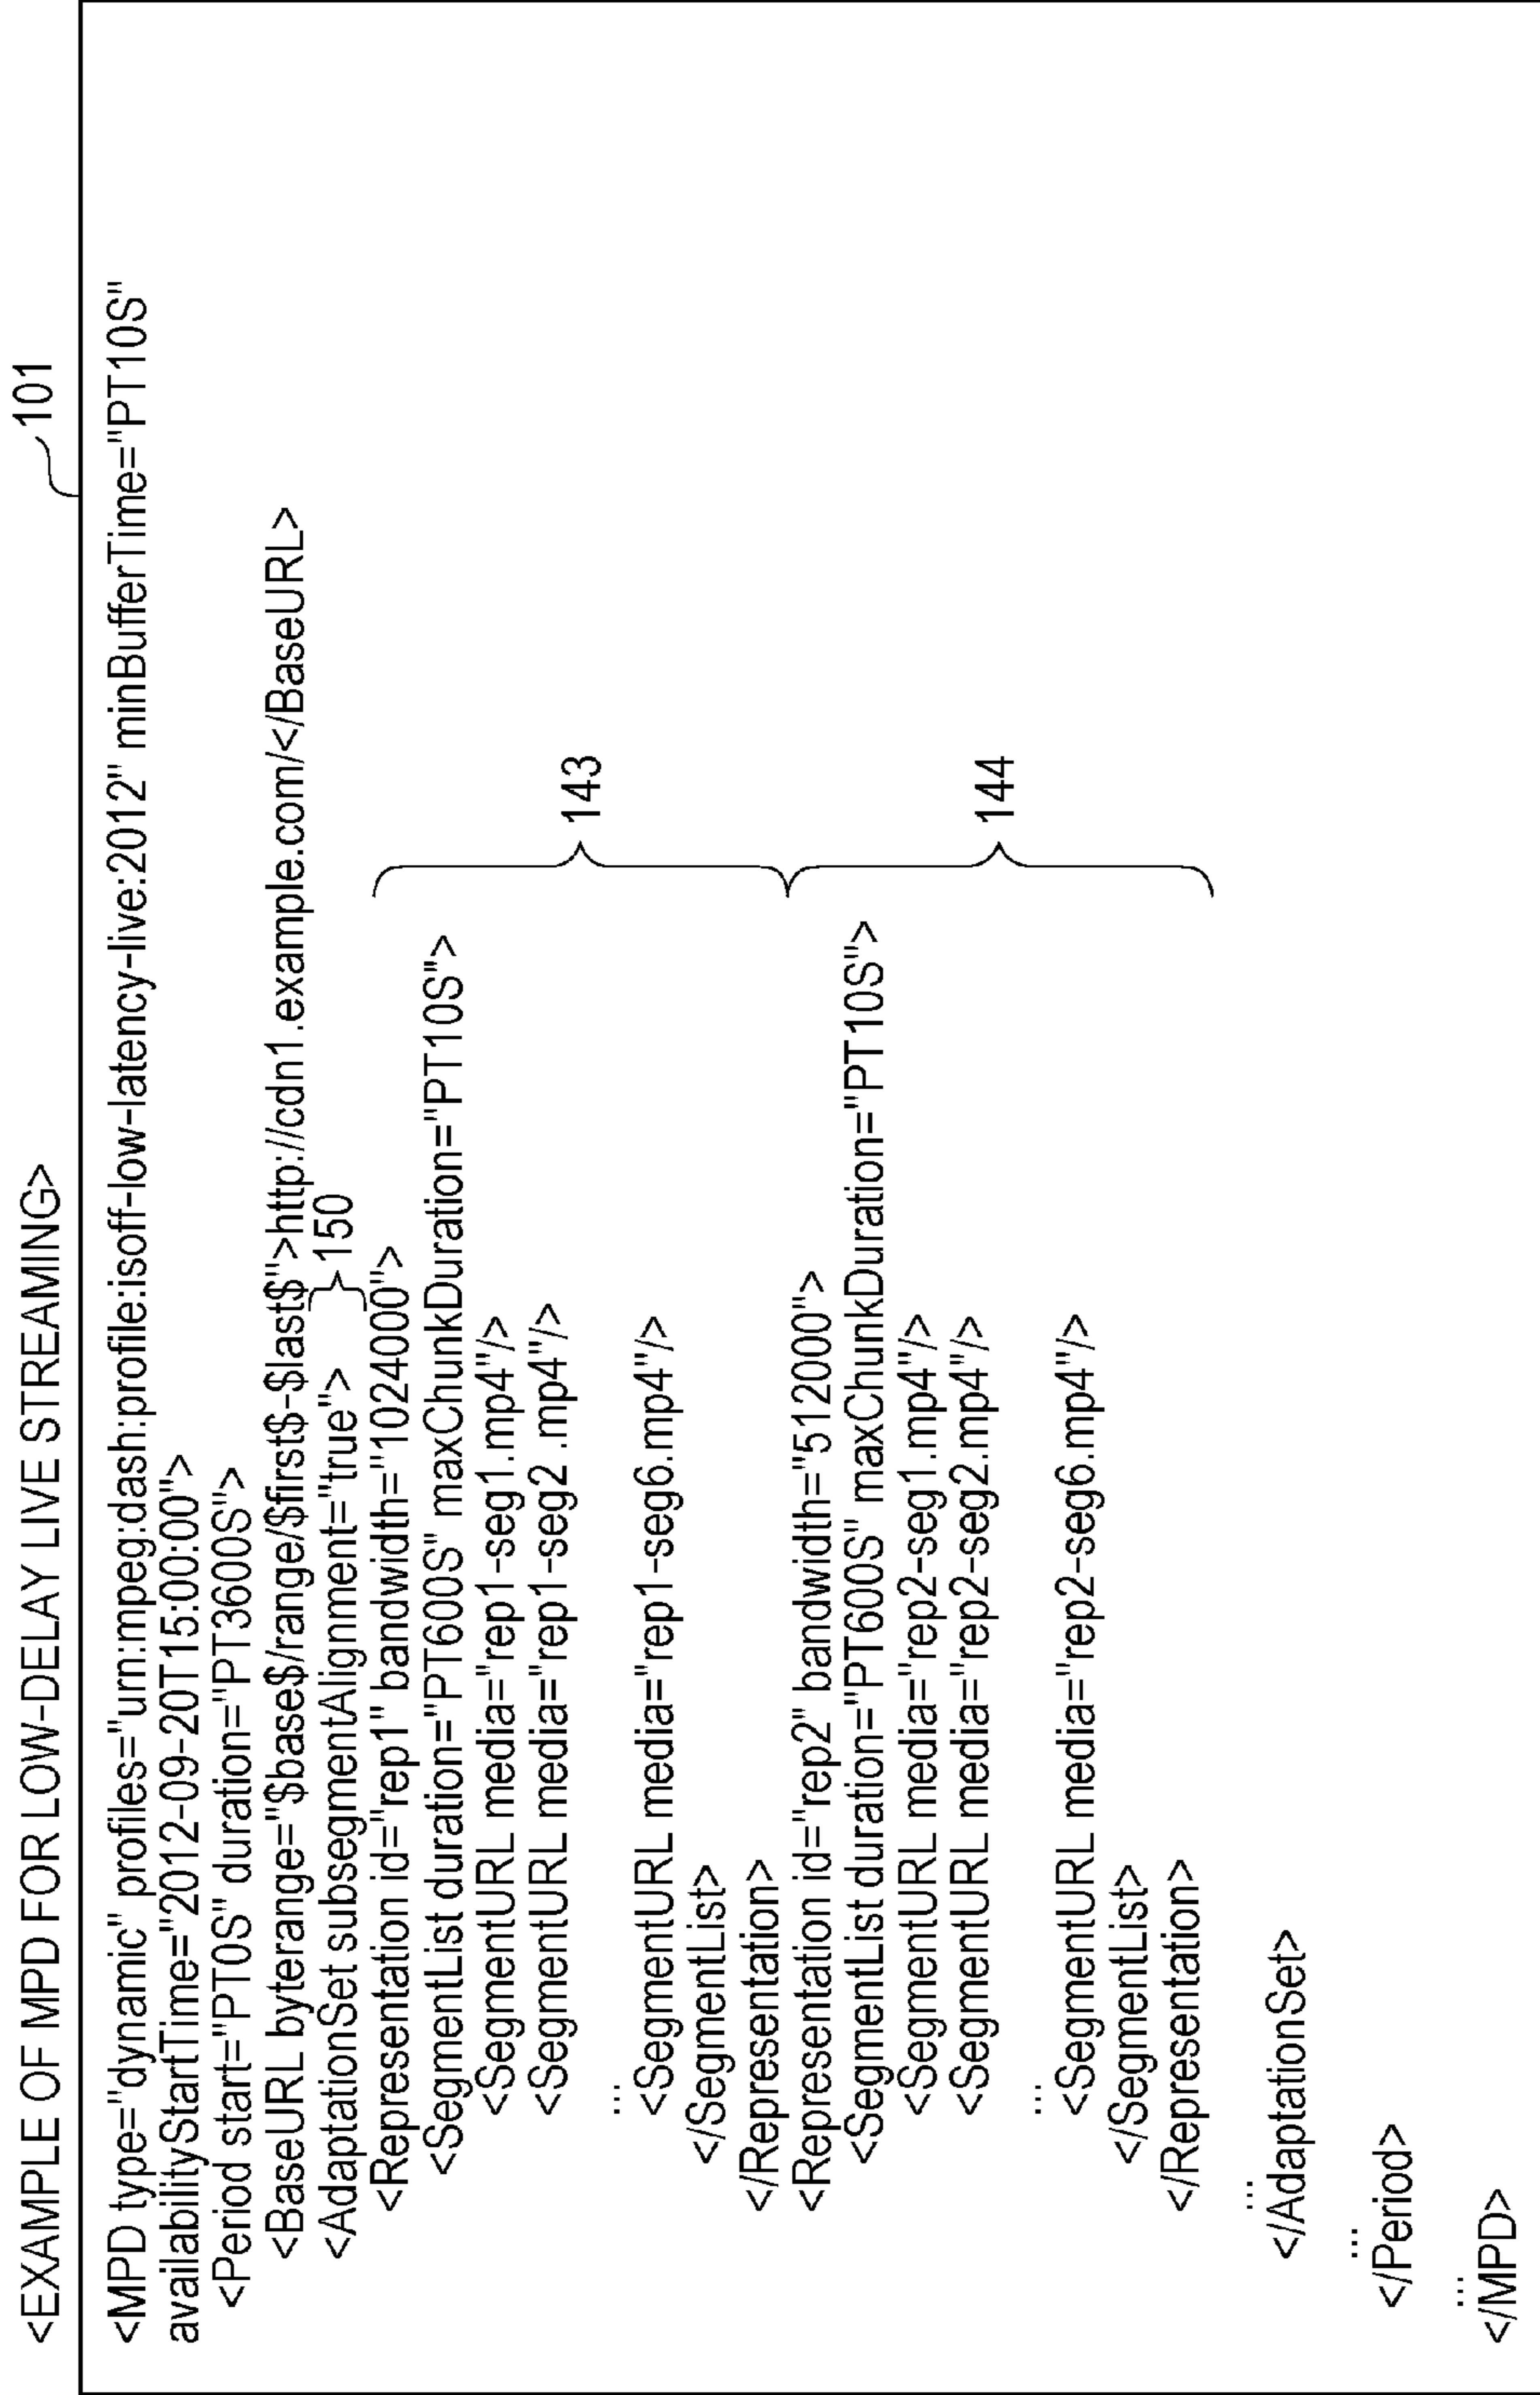 <EXAMPLE OF MPD FOR LOW-DELAY LIVE STREAMING>
101
<MPD type="dynamic" profiles="urn:mpeg:dash:profile:isoff-low-latency-live:2012" minBufferTime="PT10S"
availabilityStartTime="2012-09-20T15:00:00">
<Period start="PT0S" duration="PT3600S">
<BaseURL byterange="$base$/range/$first$-$last$">http://cdn1.example.com/</BaseURL>
<AdaptationSet subsegmentAlignment="true"> 150
<Representation id="rep1" bandwidth="1024000">
<SegmentList duration="PT600S" maxChunkDuration="PT10S">
<SegmentURL media="rep1-seg1.mp4"/>
<SegmentURL media="rep1-seg2 .mp4"/>
143
...
<SegmentURL media="rep1-seg6.mp4"/>
</SegmentList>
</Representation>
<Representation id="rep2" bandwidth="512000">
<SegmentList duration="PT600S" maxChunkDuration="PT10S">
<SegmentURL media="rep2-seg1.mp4"/>
<SegmentURL media="rep2-seg2.mp4"/>
144
...
<SegmentURL media="rep2-seg6.mp4"/>
</SegmentList>
</Representation>
...
</AdaptationSet>
...
</Period>
...
</MPD>